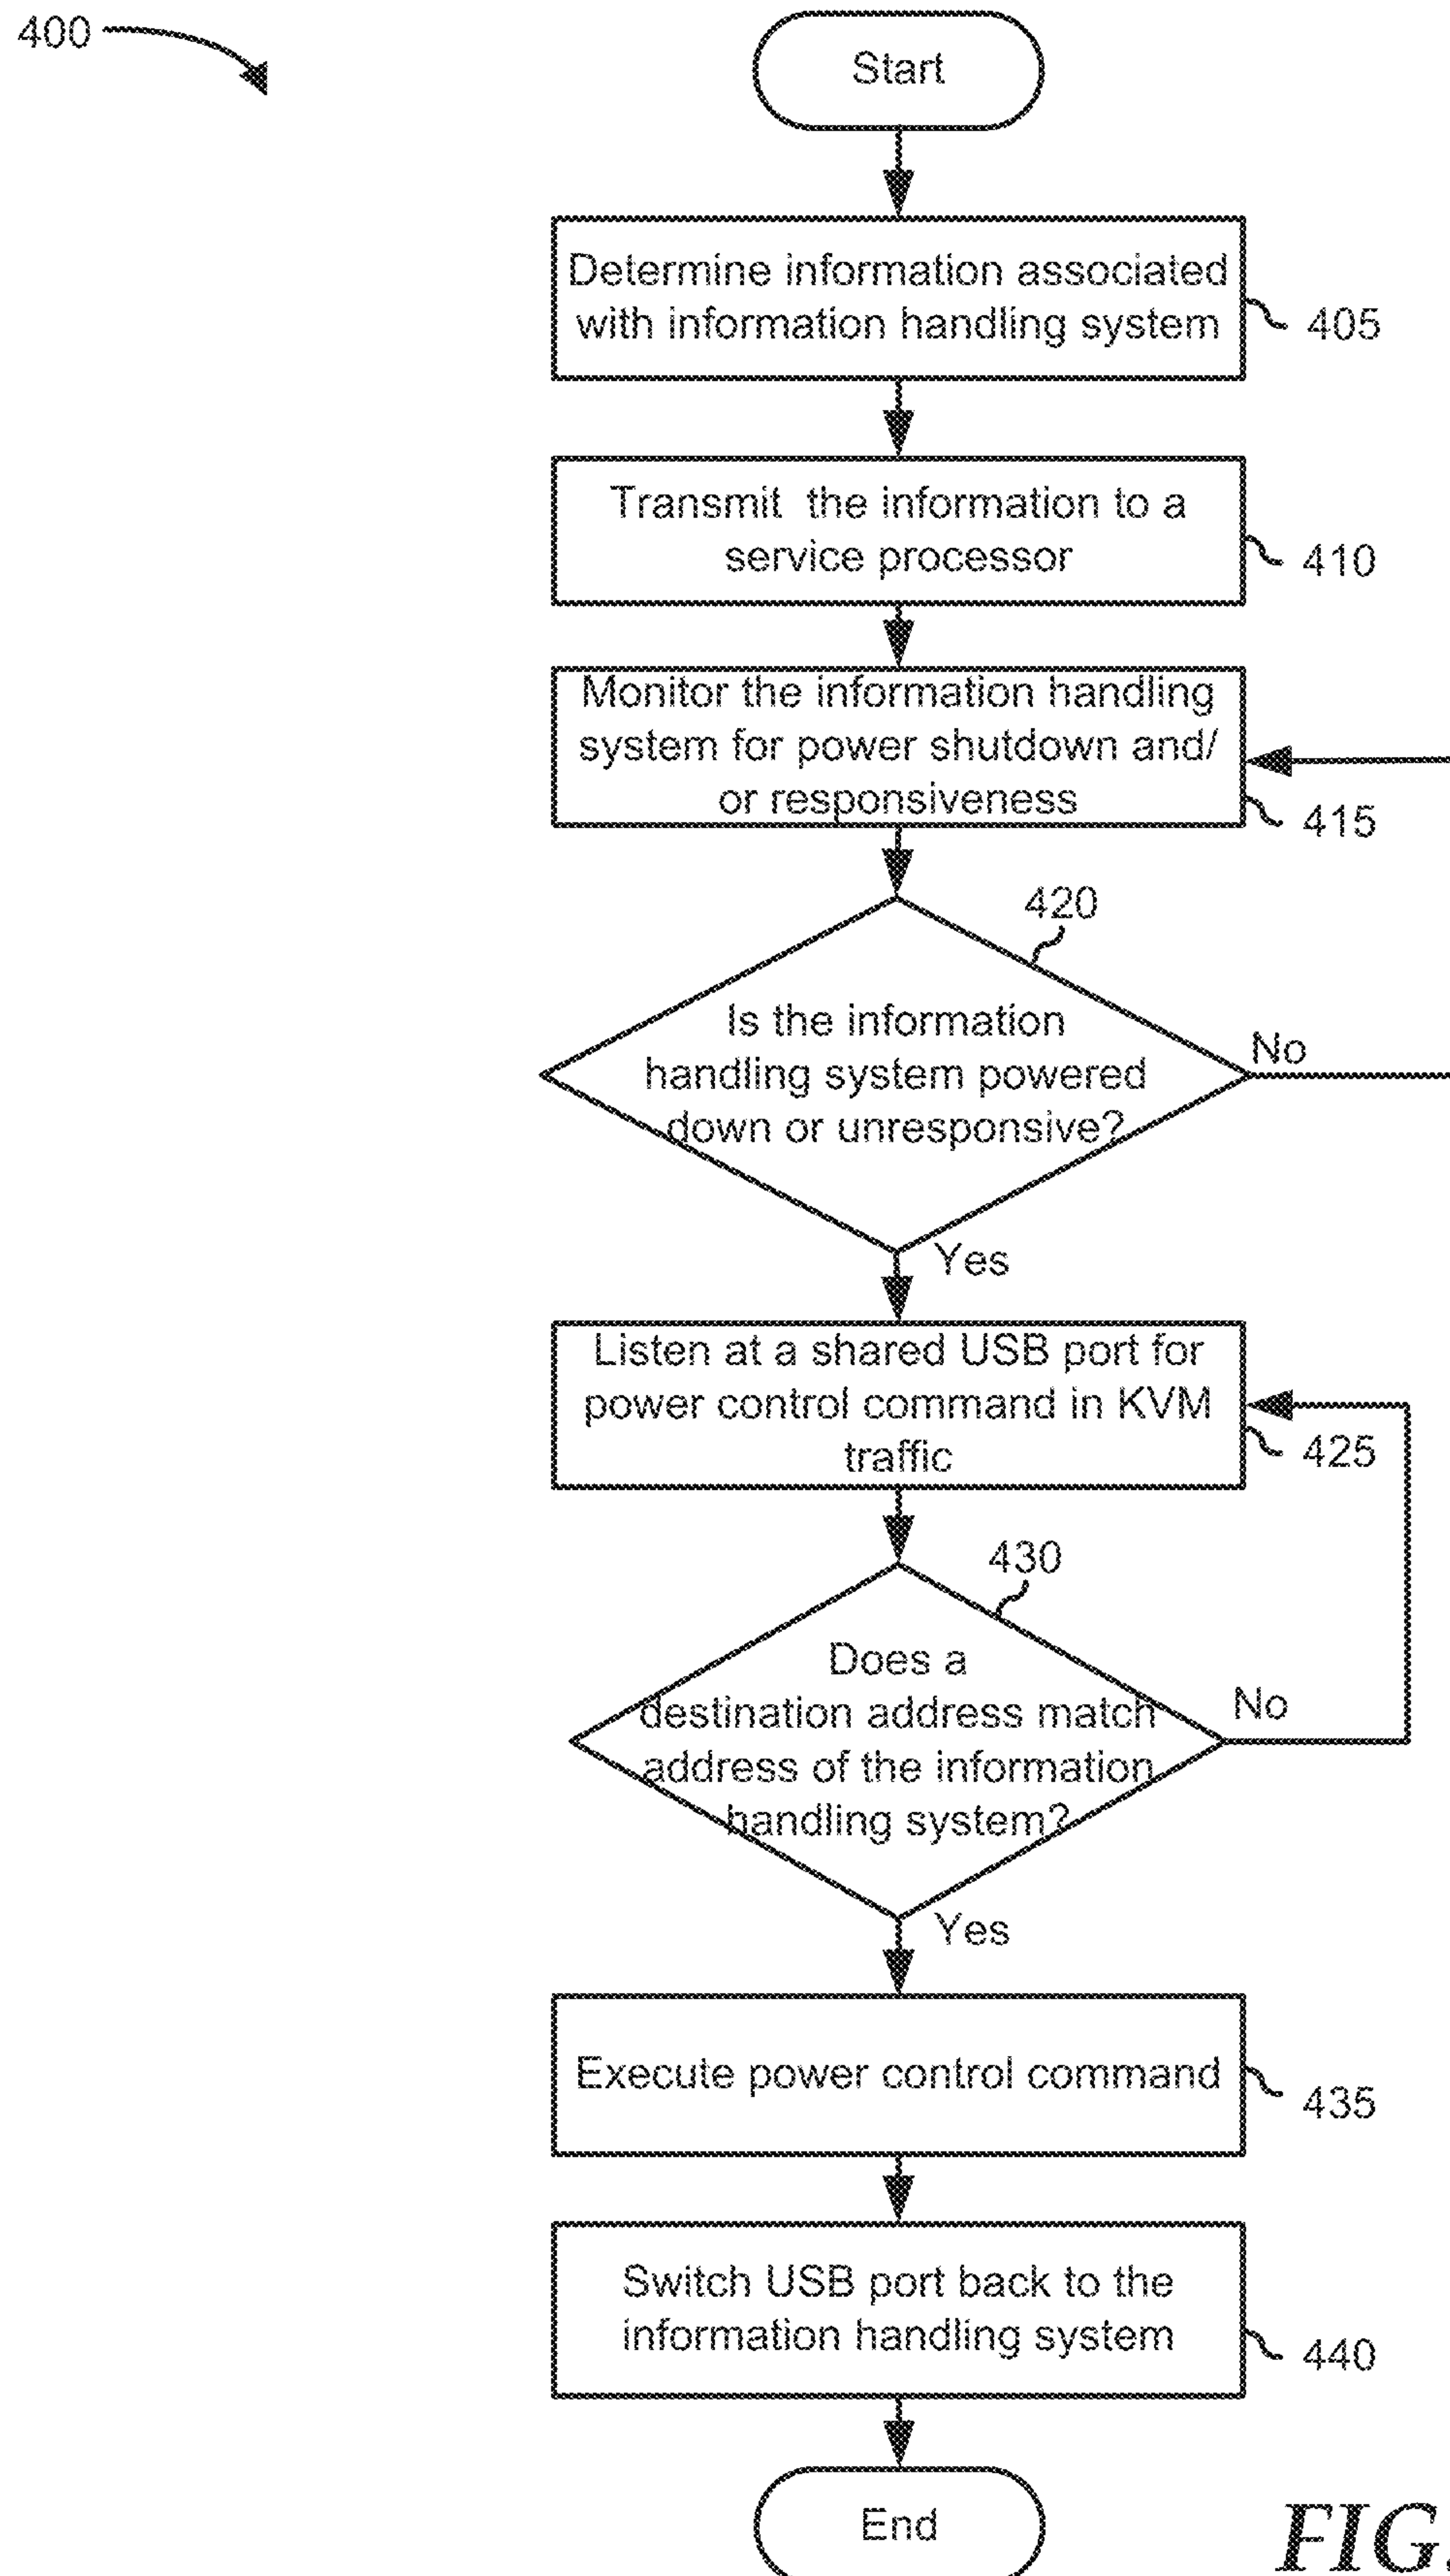 400
Start
Determine information associated
with information handling system
405
Transmit the information to a
service processor
410
Monitor the information handling
system for power shutdown and/
or responsiveness
415
420
Is the information
handling system powered
down or unresponsive?
No
Yes
Listen at a shared USB port for
power control command in KVM
traffic
425
430
Does a
destination address match
address of the information
handling system?
No
Yes
Execute power control command
435
Switch USB port back to the
information handling system
440
End
FIG.